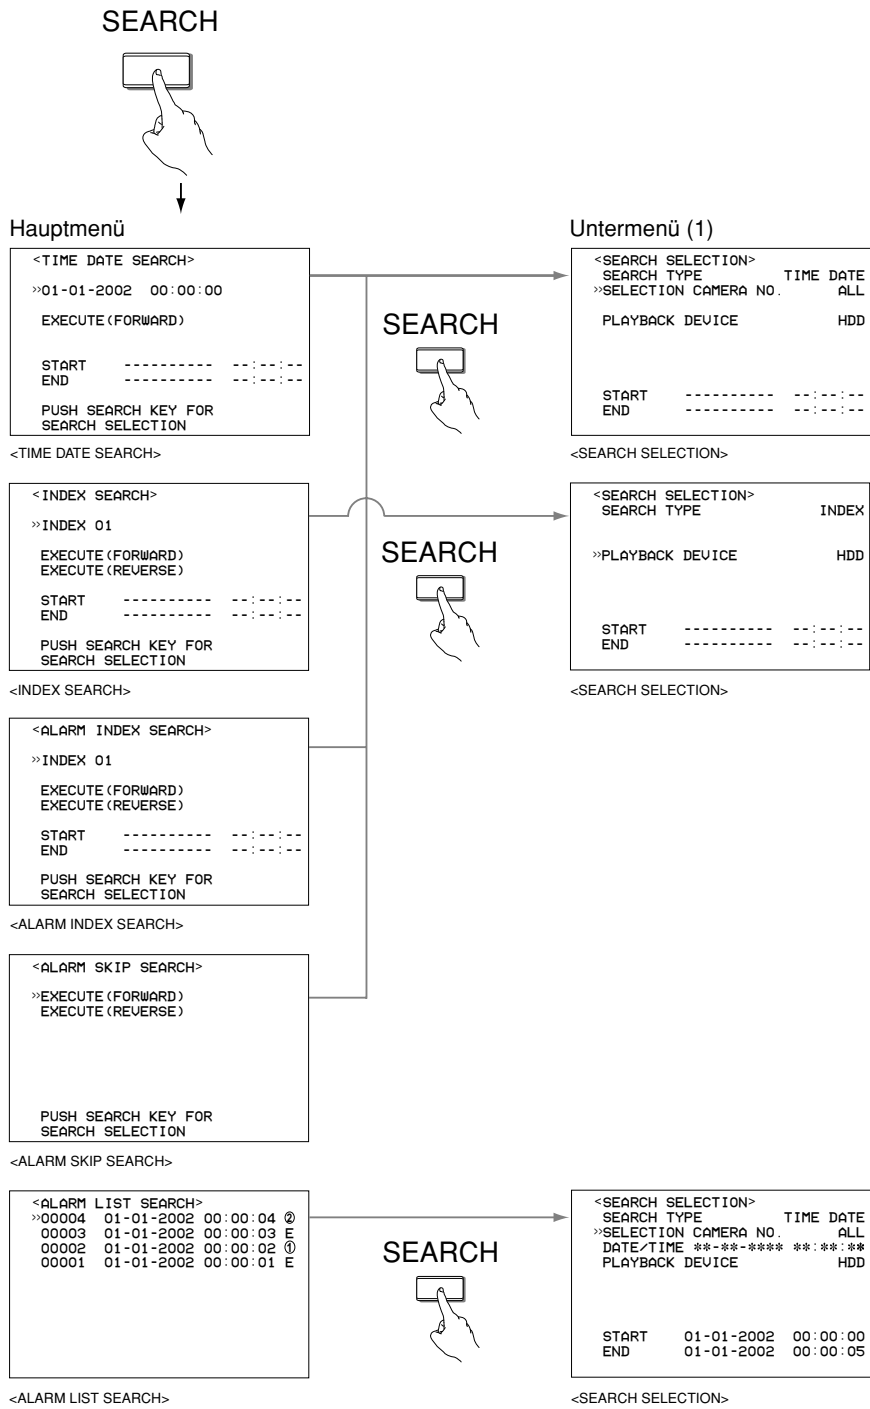 SEARCH
Hauptmenü
<TIME DATE SEARCH>
»01-01-2002 00:00:00
EXECUTE(FORWARD)
START ---------- --:--:--
END ---------- --:--:--
PUSH SEARCH KEY FOR
SEARCH SELECTION
<TIME DATE SEARCH>
SEARCH
Untermenü (1)
<SEARCH SELECTION>
SEARCH TYPE TIME DATE
»SELECTION CAMERA NO. ALL
PLAYBACK DEVICE HDD
START ---------- --:--:--
END ---------- --:--:--
<SEARCH SELECTION>
<INDEX SEARCH>
»INDEX 01
EXECUTE(FORWARD)
EXECUTE(REVERSE)
START ---------- --:--:--
END ---------- --:--:--
PUSH SEARCH KEY FOR
SEARCH SELECTION
<INDEX SEARCH>
SEARCH
<SEARCH SELECTION>
SEARCH TYPE INDEX
»PLAYBACK DEVICE HDD
START ---------- --:--:--
END ---------- --:--:--
<SEARCH SELECTION>
<ALARM INDEX SEARCH>
»INDEX 01
EXECUTE(FORWARD)
EXECUTE(REVERSE)
START ---------- --:--:--
END ---------- --:--:--
PUSH SEARCH KEY FOR
SEARCH SELECTION
<ALARM INDEX SEARCH>
<ALARM SKIP SEARCH>
»EXECUTE(FORWARD)
EXECUTE(REVERSE)
PUSH SEARCH KEY FOR
SEARCH SELECTION
<ALARM SKIP SEARCH>
<ALARM LIST SEARCH>
»00004 01-01-2002 00:00:04 ②
00003 01-01-2002 00:00:03 E
00002 01-01-2002 00:00:02 ①
00001 01-01-2002 00:00:01 E
<ALARM LIST SEARCH>
SEARCH
<SEARCH SELECTION>
SEARCH TYPE TIME DATE
»SELECTION CAMERA NO. ALL
DATE/TIME **-**-**** **:**:**
PLAYBACK DEVICE HDD
START 01-01-2002 00:00:00
END 01-01-2002 00:00:05
<SEARCH SELECTION>